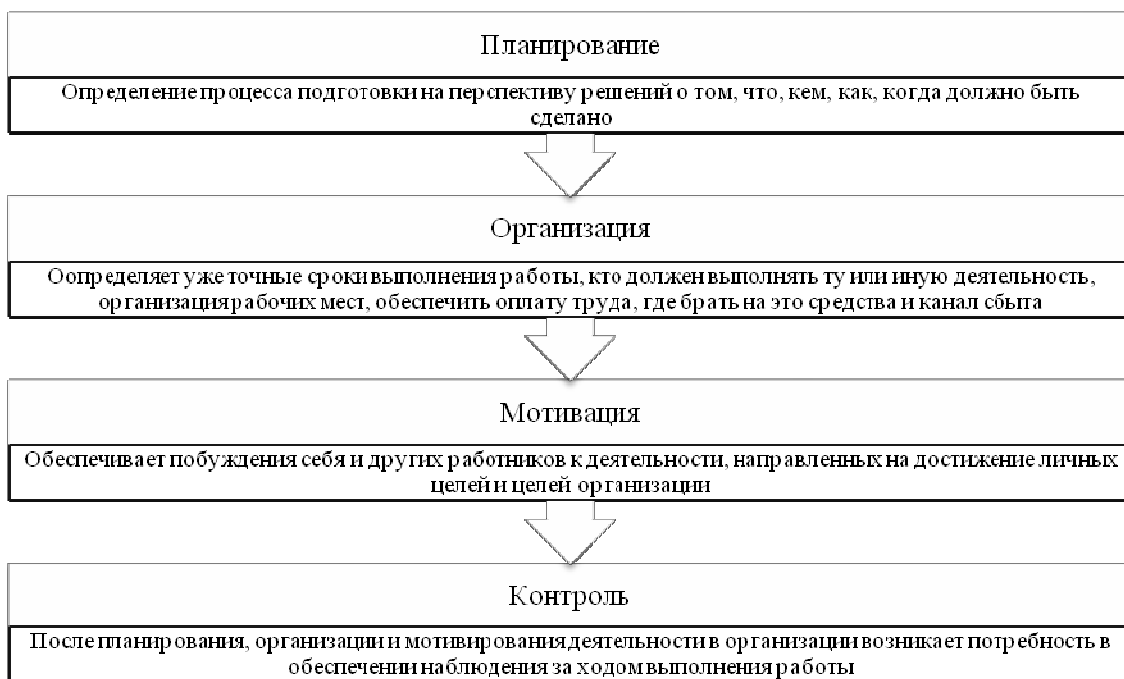 Планирование
Определение процесса подготовки на перспективу решений о том, что, кем, как, когда должно быть
сделано
Организация
Оопределяет уже точные сроки выполнения работы, кто должен выполнять ту или иную деятельность,
организация рабочих мест, обеспечить оплату труда, где брать на это средства и канал сбыта
Мотивация
Обеспечивает побуждения себя и других работников к деятельности, направленных на достижение личных
целей и целей организации
Контроль
После планирования, организации и мотивирования деятельности в организации возникает потребность в
обеспечении наблюдения за ходом выполнения работы